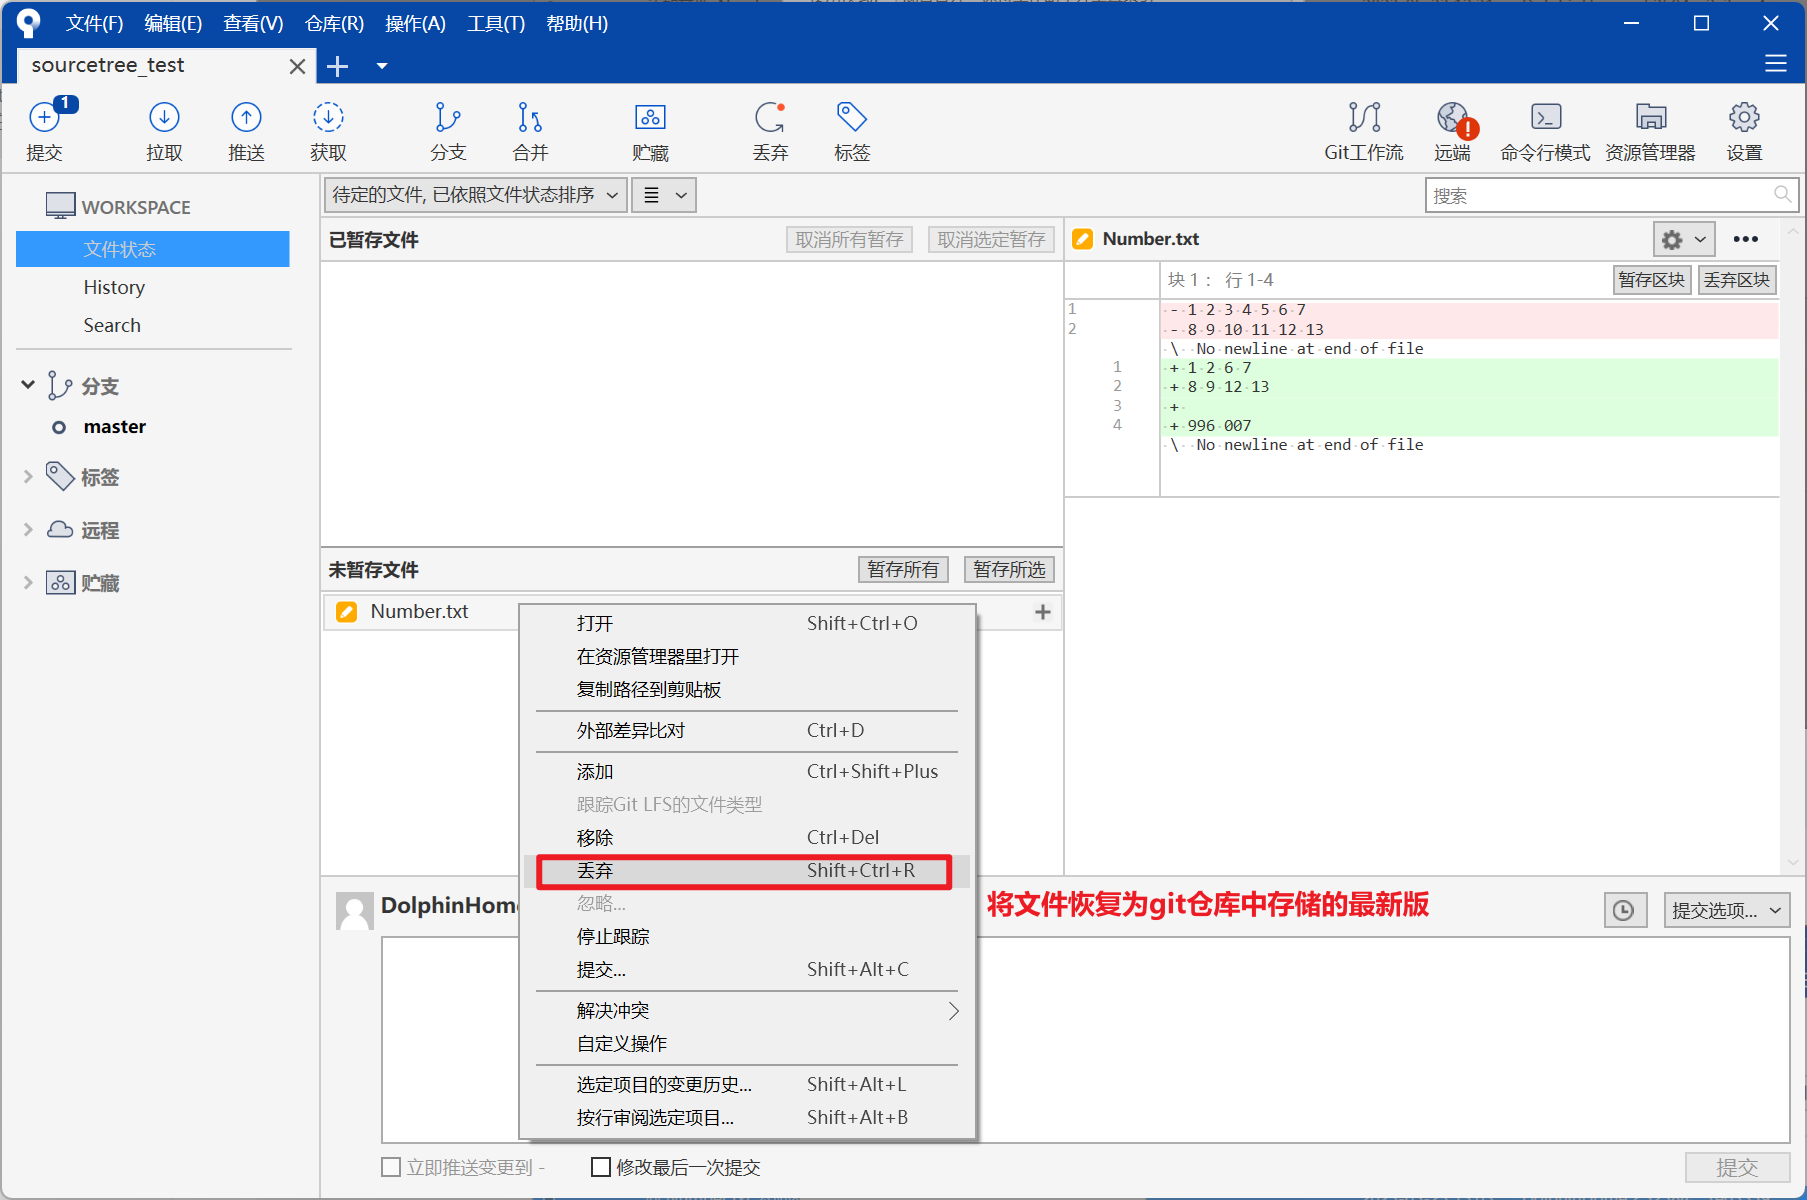 文件(F) 编辑(E) 查看(V) 仓库(R) 操作(A) 工具(T) 帮助(H)
sourcetree_test
1
提交 拉取 推送 获取 分支 合并 贮藏 丢弃 标签 Git工作流 远端 命令行模式 资源管理器 设置
WORKSPACE
文件状态
History
Search
分支
master
标签
远程
贮藏
待定的文件, 已依照文件状态排序
搜索
已暂存文件 取消所有暂存 取消选定暂存
Number.txt
块 1： 行 1-4 暂存区块 丢弃区块
1 - 1 2 3 4 5 6 7
2 - 8 9 10 11 12 13
\ No newline at end of file
1 + 1 2 6 7
2 + 8 9 12 13
3 +
4 + 996 007
\ No newline at end of file
未暂存文件 暂存所有 暂存所选
Number.txt
打开 Shift+Ctrl+O
在资源管理器里打开
复制路径到剪贴板
外部差异比对 Ctrl+D
添加 Ctrl+Shift+Plus
跟踪Git LFS的文件类型
移除 Ctrl+Del
丢弃 Shift+Ctrl+R
忽略...
停止跟踪
提交... Shift+Alt+C
解决冲突
自定义操作
选定项目的变更历史... Shift+Alt+L
按行审阅选定项目... Shift+Alt+B
DolphinHom
将文件恢复为git仓库中存储的最新版
提交选项...
立即推送变更到 -
修改最后一次提交
提交